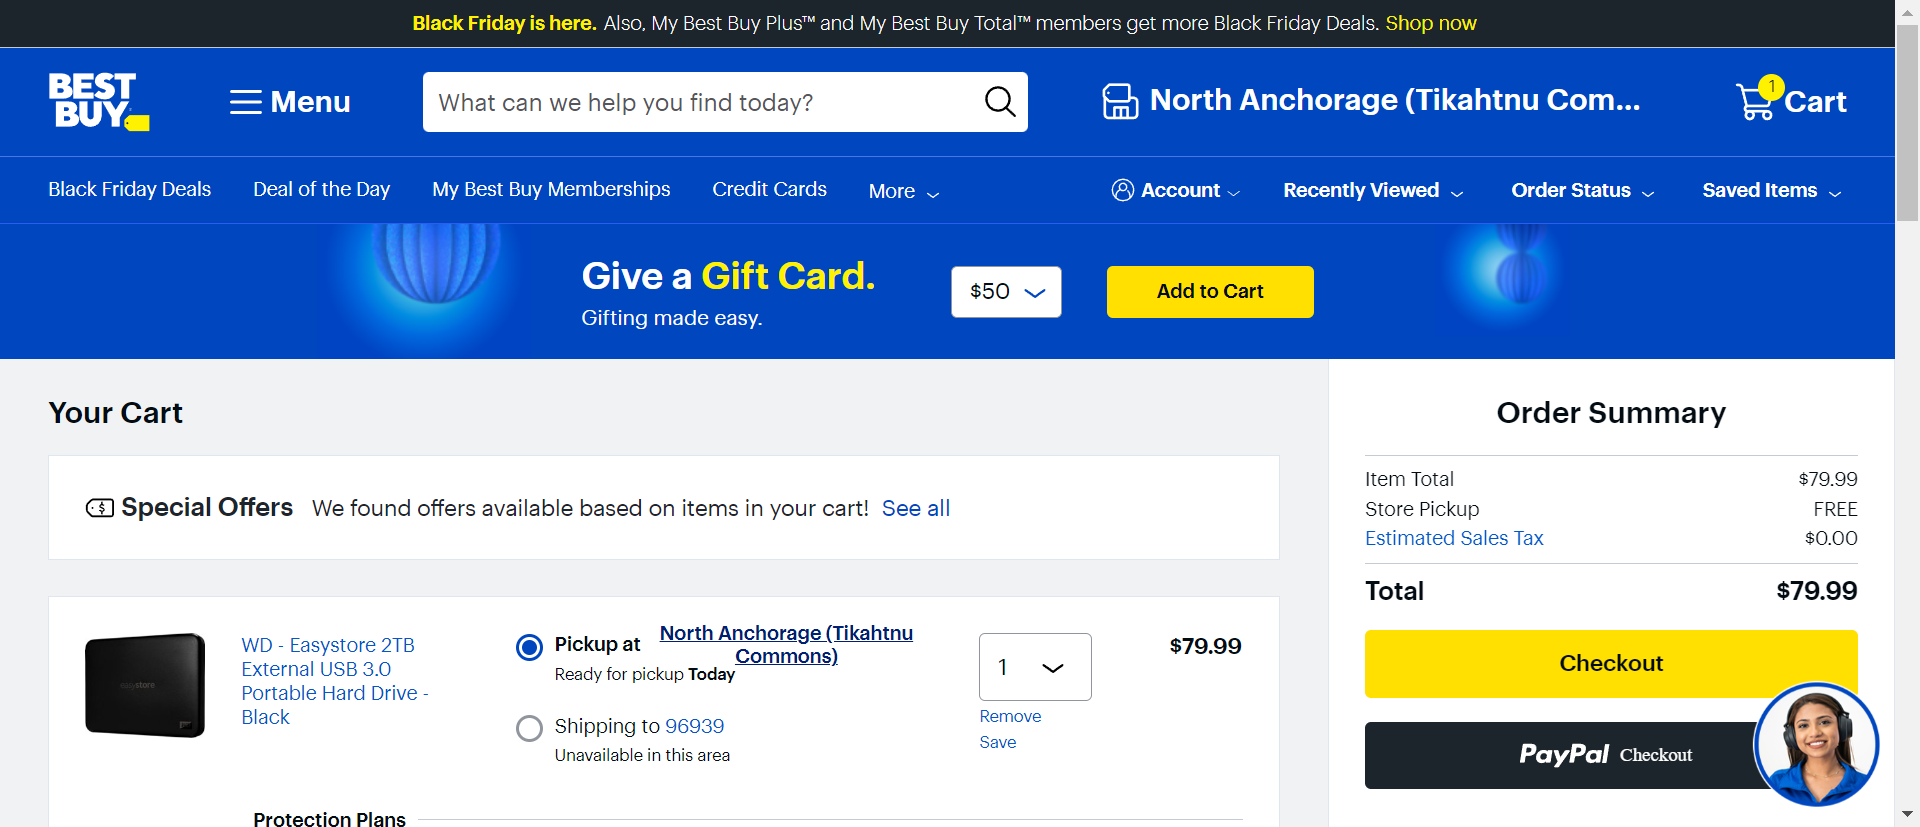 Black Friday is here. Also, My Best Buy Plus™ and My Best Buy Total™ members get more Black Friday Deals. Shop now
BEST
BUY
Menu
What can we help you find today?
North Anchorage (Tikahtnu Com...
1
Cart
Black Friday Deals
Deal of the Day
My Best Buy Memberships
Credit Cards
More
Account
Recently Viewed
Order Status
Saved Items
Give a Gift Card.
Gifting made easy.
$50
Add to Cart
Your Cart
Special Offers We found offers available based on items in your cart! See all
easystore
WD - Easystore 2TB
External USB 3.0
Portable Hard Drive -
Black
Pickup at North Anchorage (Tikahtnu
Commons)
Ready for pickup Today
Shipping to 96939
Unavailable in this area
1
Remove
Save
$79.99
Protection Plans
Order Summary
Item Total $79.99
Store Pickup FREE
Estimated Sales Tax $0.00
Total $79.99
Checkout
PayPal Checkout